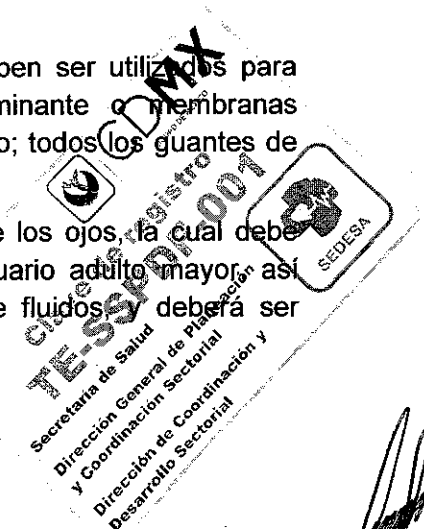 ben ser utilizados para
minante o membranas
o; todos los guantes de
e los ojos, la cual debe
uario adulto mayor, así
e fluidos, y deberá ser
CDMX
Clave de registro
TE-SSPDF-001
SEDESA
Secretaría de Salud
Dirección General de Planeación
y Coordinación Sectorial
Dirección de Coordinación y
Desarrollo Sectorial